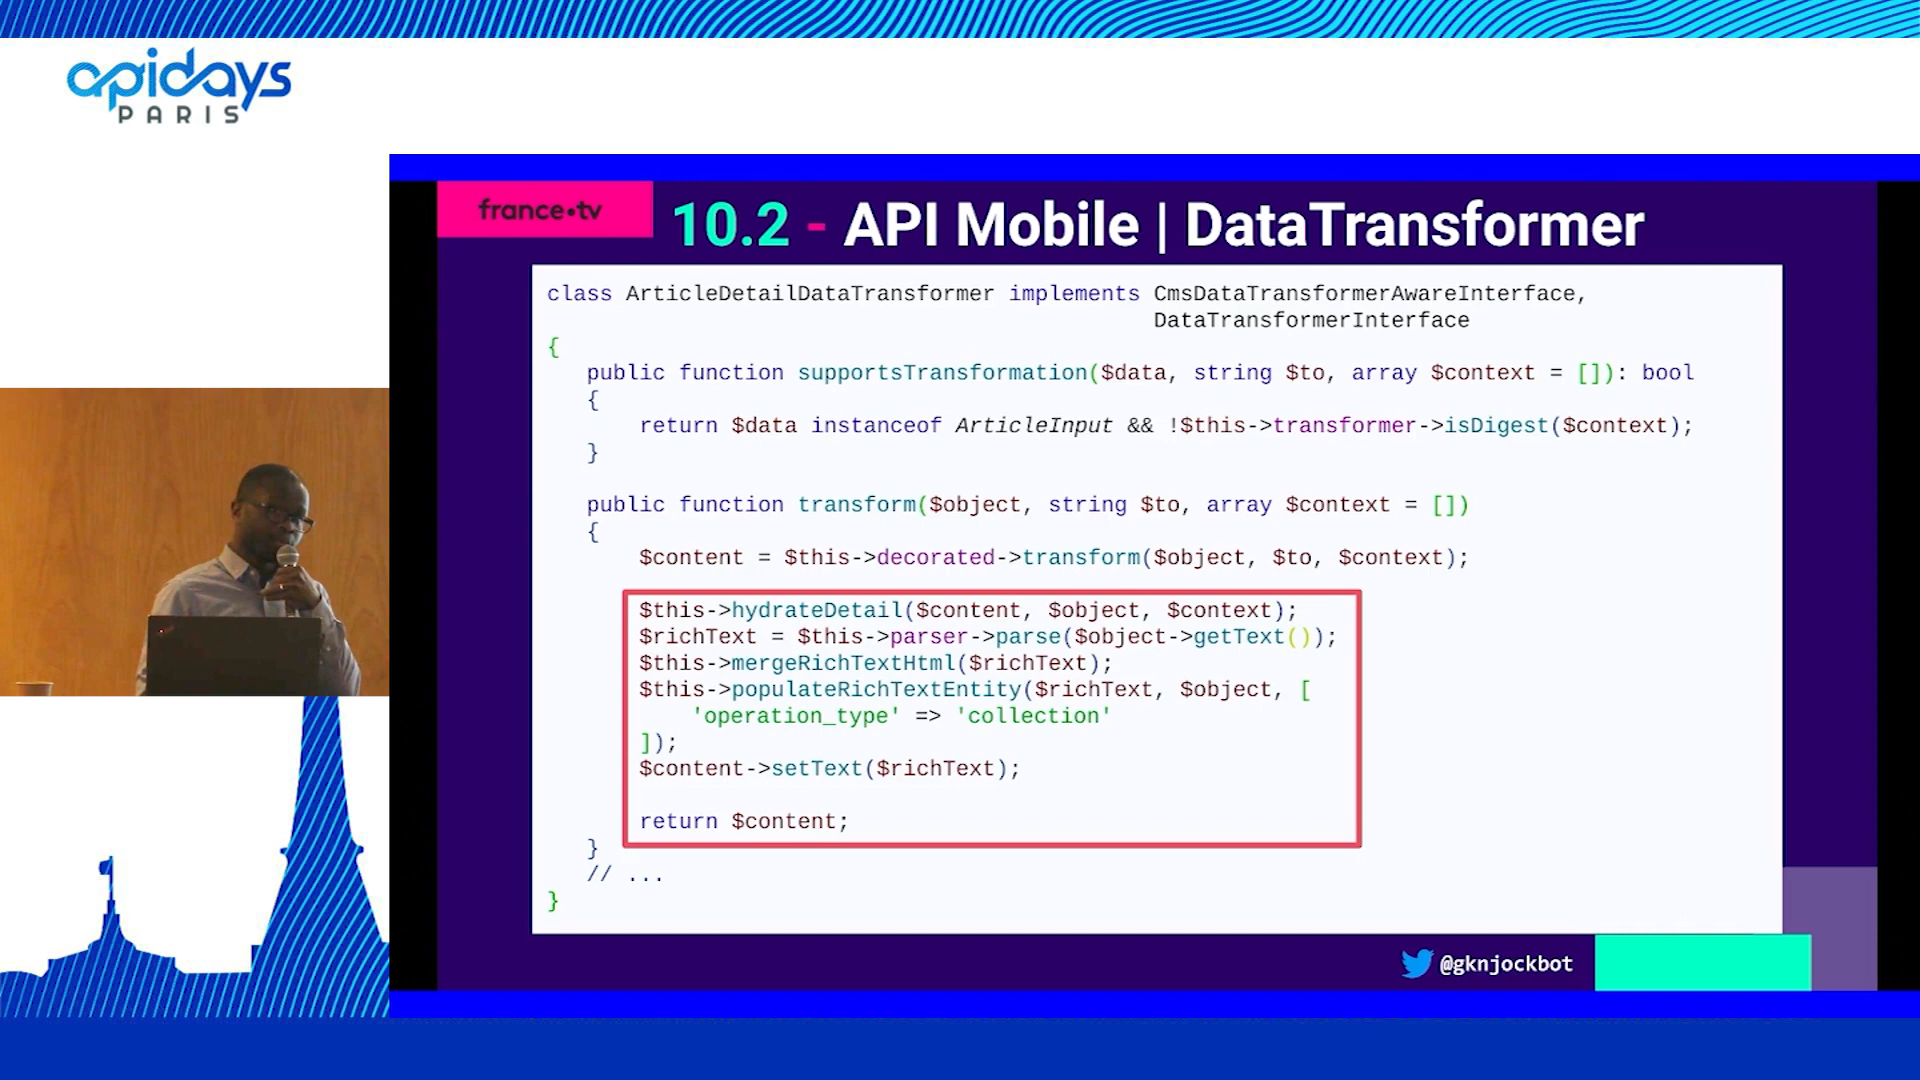 apidays
PARIS
france•tv
10.2 - API Mobile | DataTransformer
class ArticleDetailDataTransformer implements CmsDataTransformerAwareInterface,
DataTransformerInterface
{
public function supportsTransformation($data, string $to, array $context = []): bool
{
return $data instanceof ArticleInput && !$this->transformer->isDigest($context);
}
public function transform($object, string $to, array $context = [])
{
$content = $this->decorated->transform($object, $to, $context);
$this->hydrateDetail($content, $object, $context);
$richText = $this->parser->parse($object->getText());
$this->mergeRichTextHtml($richText);
$this->populateRichTextEntity($richText, $object, [
'operation_type' => 'collection'
]);
$content->setText($richText);
return $content;
}
// ...
}
@gknjockbot